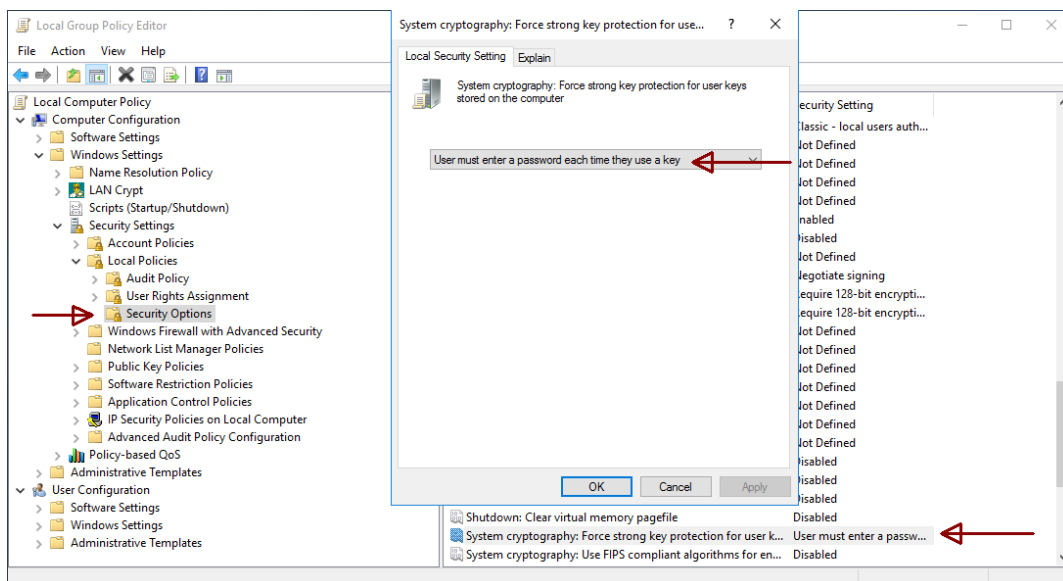 Local Group Policy Editor
File Action View Help
Local Computer Policy
Computer Configuration
Software Settings
Windows Settings
Name Resolution Policy
LAN Crypt
Scripts (Startup/Shutdown)
Security Settings
Account Policies
Local Policies
Audit Policy
User Rights Assignment
Security Options
Windows Firewall with Advanced Security
Network List Manager Policies
Public Key Policies
Software Restriction Policies
Application Control Policies
IP Security Policies on Local Computer
Advanced Audit Policy Configuration
Policy-based QoS
Administrative Templates
User Configuration
Software Settings
Windows Settings
Administrative Templates
System cryptography: Force strong key protection for use... ?
Local Security Setting Explain
System cryptography: Force strong key protection for user keys
stored on the computer
User must enter a password each time they use a key
OK Cancel Apply
ecurity Setting
lassic - local users auth...
Not Defined
Not Defined
Not Defined
Not Defined
nabled
Disabled
Not Defined
Negotiate signing
equire 128-bit encrypti...
equire 128-bit encrypti...
Not Defined
Not Defined
Not Defined
Not Defined
Not Defined
Not Defined
Not Defined
Disabled
Disabled
Disabled
Shutdown: Clear virtual memory pagefile Disabled
System cryptography: Force strong key protection for user k... User must enter a passw...
System cryptography: Use FIPS compliant algorithms for en... Disabled